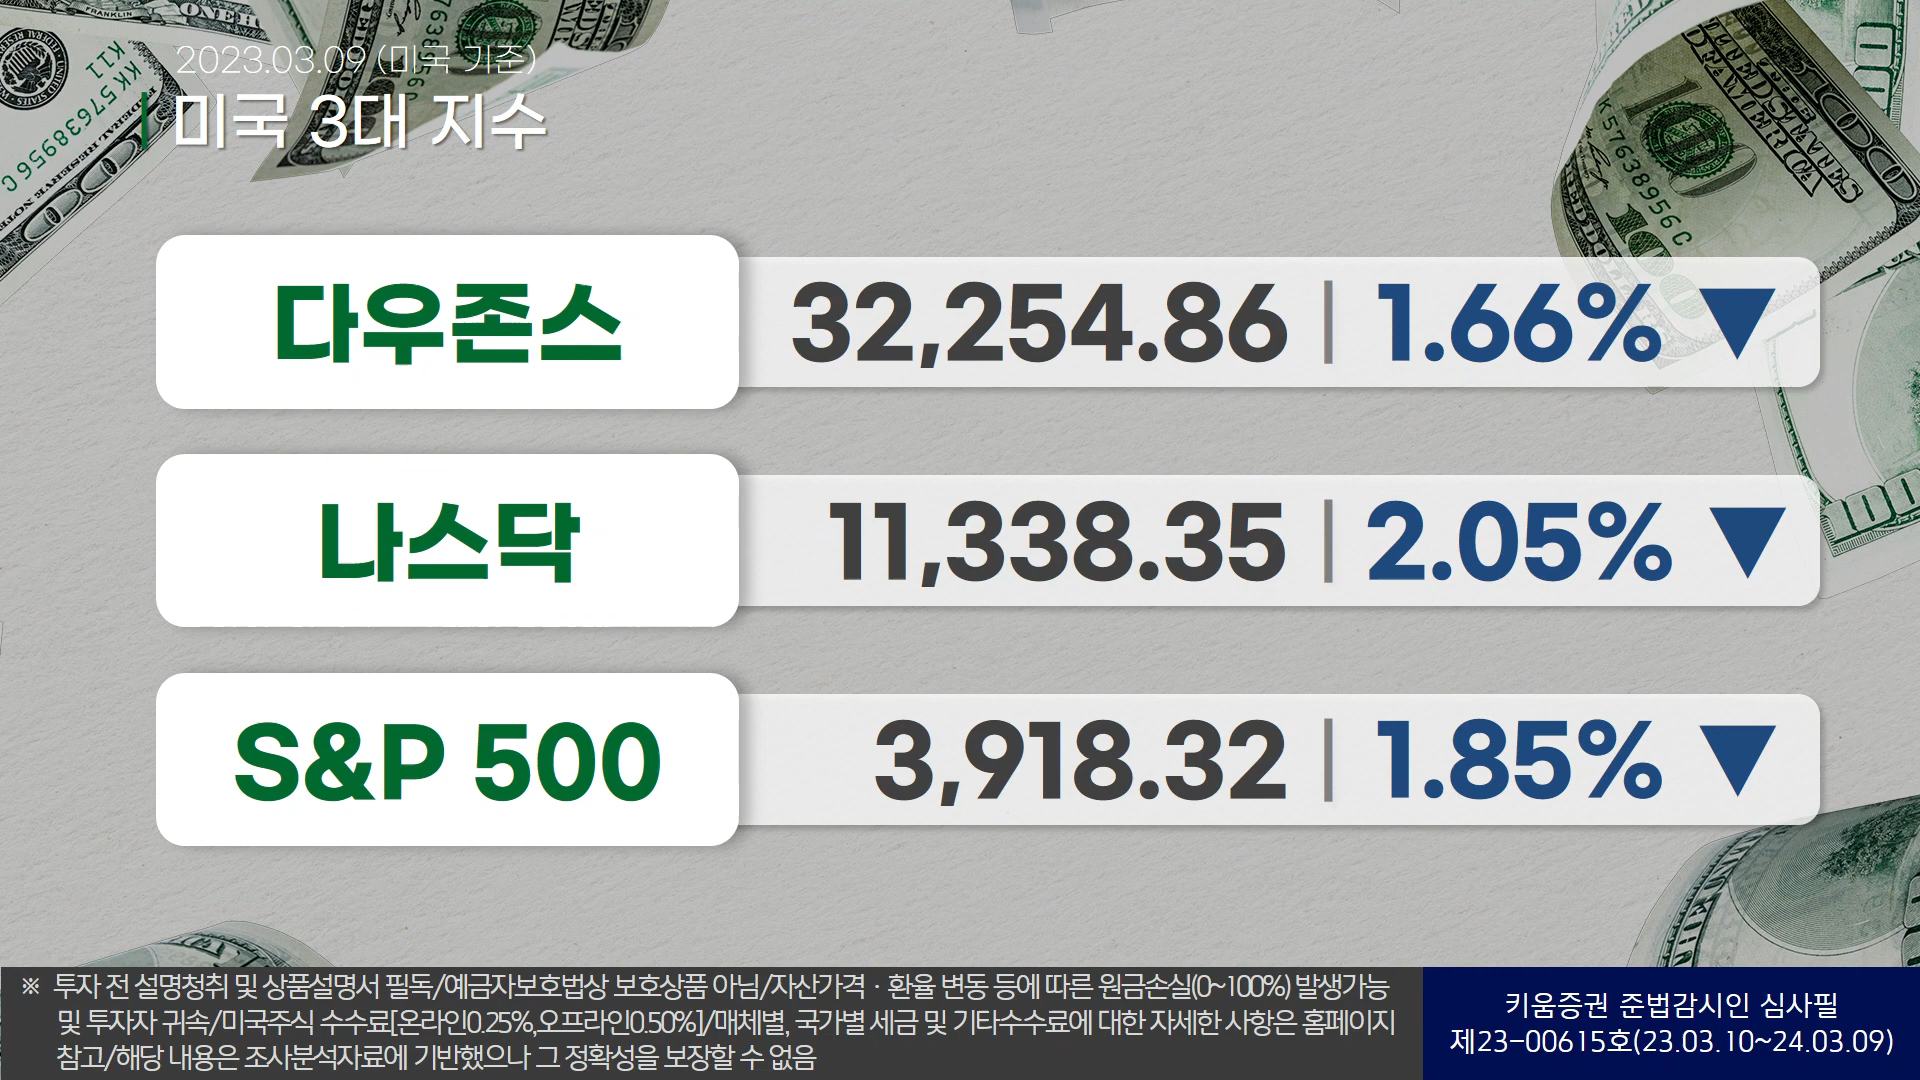 2023.03.09 (미국 기준)
미국 3대 지수
다우존스 32,254.86 | 1.66% ▼
나스닥 11,338.35 | 2.05% ▼
S&P 500 3,918.32 | 1.85% ▼
※ 투자 전 설명청취 및 상품설명서 필독/예금자보호법상 보호상품 아님/자산가격 · 환율 변동 등에 따른 원금손실(0~100%) 발생가능
및 투자자 귀속/미국주식 수수료[온라인0.25%,오프라인0.50%]/매체별, 국가별 세금 및 기타수수료에 대한 자세한 사항은 홈페이지
참고/해당 내용은 조사분석자료에 기반했으나 그 정확성을 보장할 수 없음
키움증권 준법감시인 심사필
제23-00615호(23.03.10~24.03.09)
FRANKLIN
KK57638956C
K11
K57638956C
100